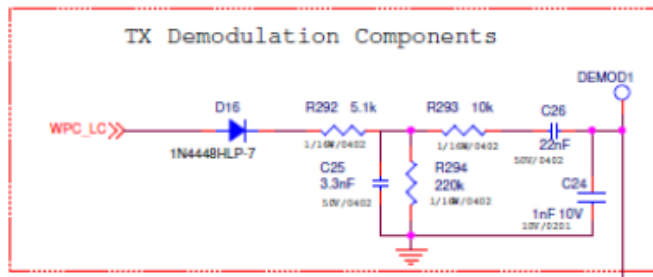 TX Demodulation Components
DEMOD1
D16
R292 5.1k
R293 10k
C26
WPC_LC
1N4448HLP-7
1/16W/0402
1/16W/0402
22nF
50V/0402
C25
3.3nF
50V/0402
R294
220k
1/16W/0402
C24
1nF 10V
10V/0201